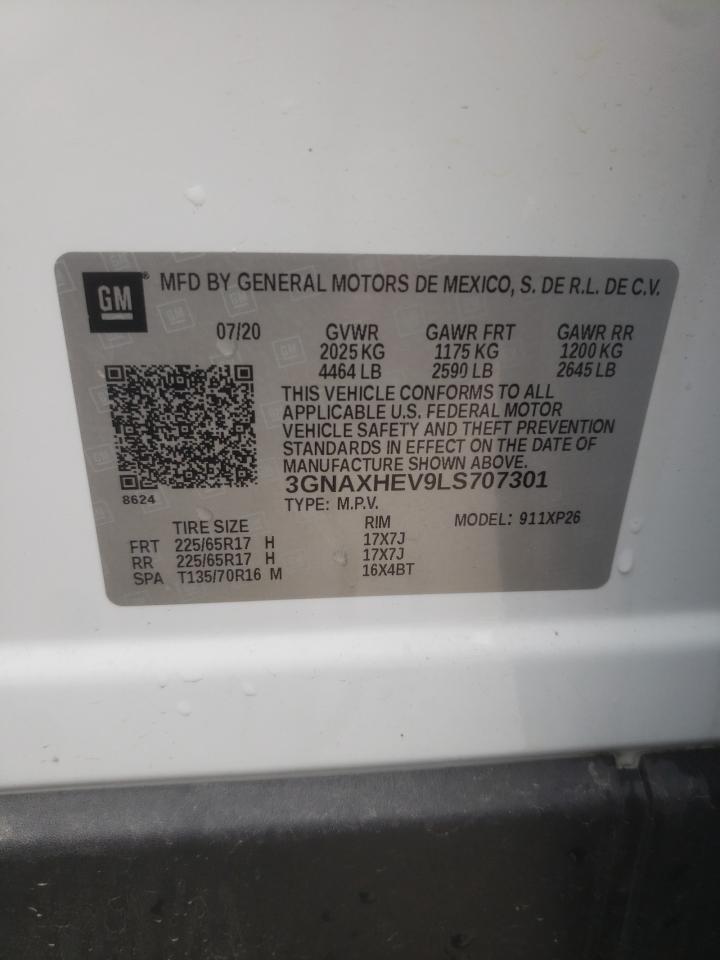 GM ® MFD BY GENERAL MOTORS DE MEXICO, S. DE R.L. DE C.V.
07/20 GVWR GAWR FRT GAWR RR
2025 KG 1175 KG 1200 KG
4464 LB 2590 LB 2645 LB
THIS VEHICLE CONFORMS TO ALL
APPLICABLE U.S. FEDERAL MOTOR
VEHICLE SAFETY AND THEFT PREVENTION
STANDARDS IN EFFECT ON THE DATE OF
MANUFACTURE SHOWN ABOVE.
3GNAXHEV9LS707301
8624
TYPE: M.P.V. MODEL: 911XP26
TIRE SIZE RIM
FRT 225/65R17 H 17X7J
RR 225/65R17 H 17X7J
SPA T135/70R16 M 16X4BT